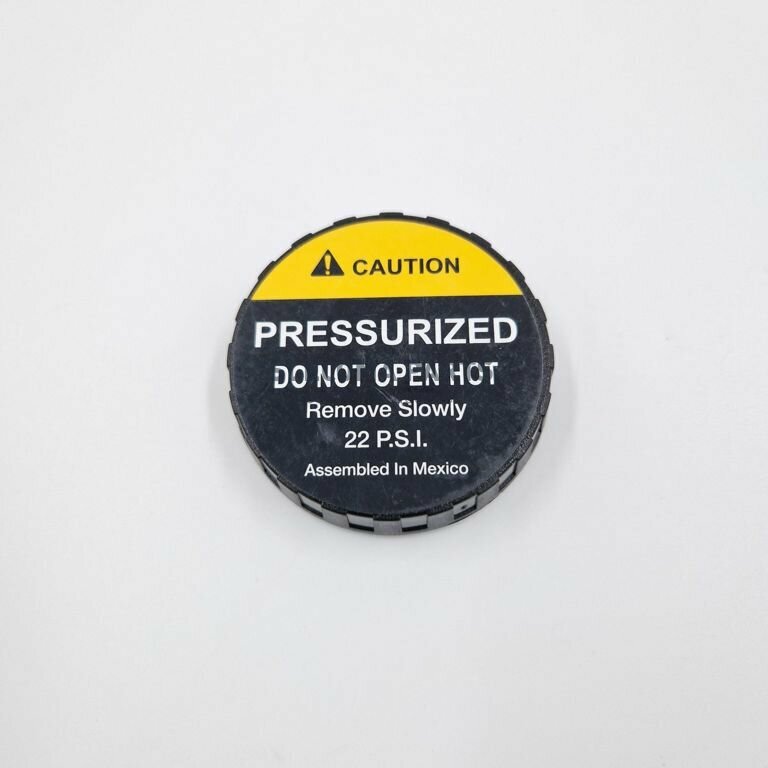 CAUTION
PRESSURIZED
DO NOT OPEN HOT
Remove Slowly
22 P.S.I.
Assembled In Mexico